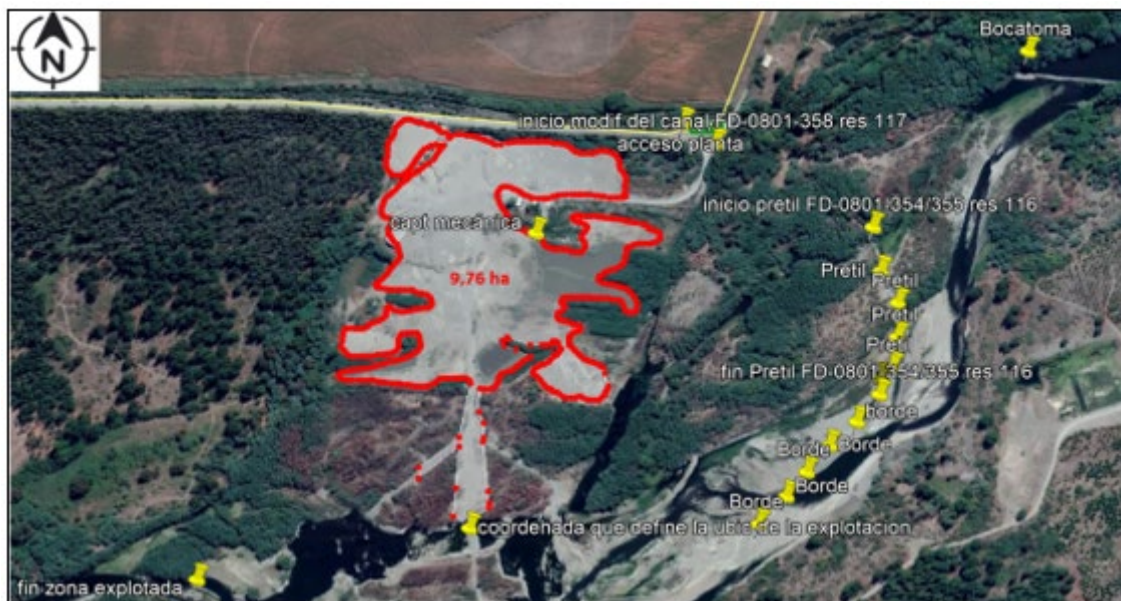 Bocatoma
N
inicio modif del canal FD-0801-358 res 117
acceso planta
inicio pretil FD-0801/354/355 res 116
capt mecánica
Pretil
Pretil
9,76 ha
Pretil
Pretil
fin Pretil FD-0801/354/355 res 116
borde
Borde
Borde
Borde
Borde
coordenada que define la ubic de la explotacion
fin zona explotada